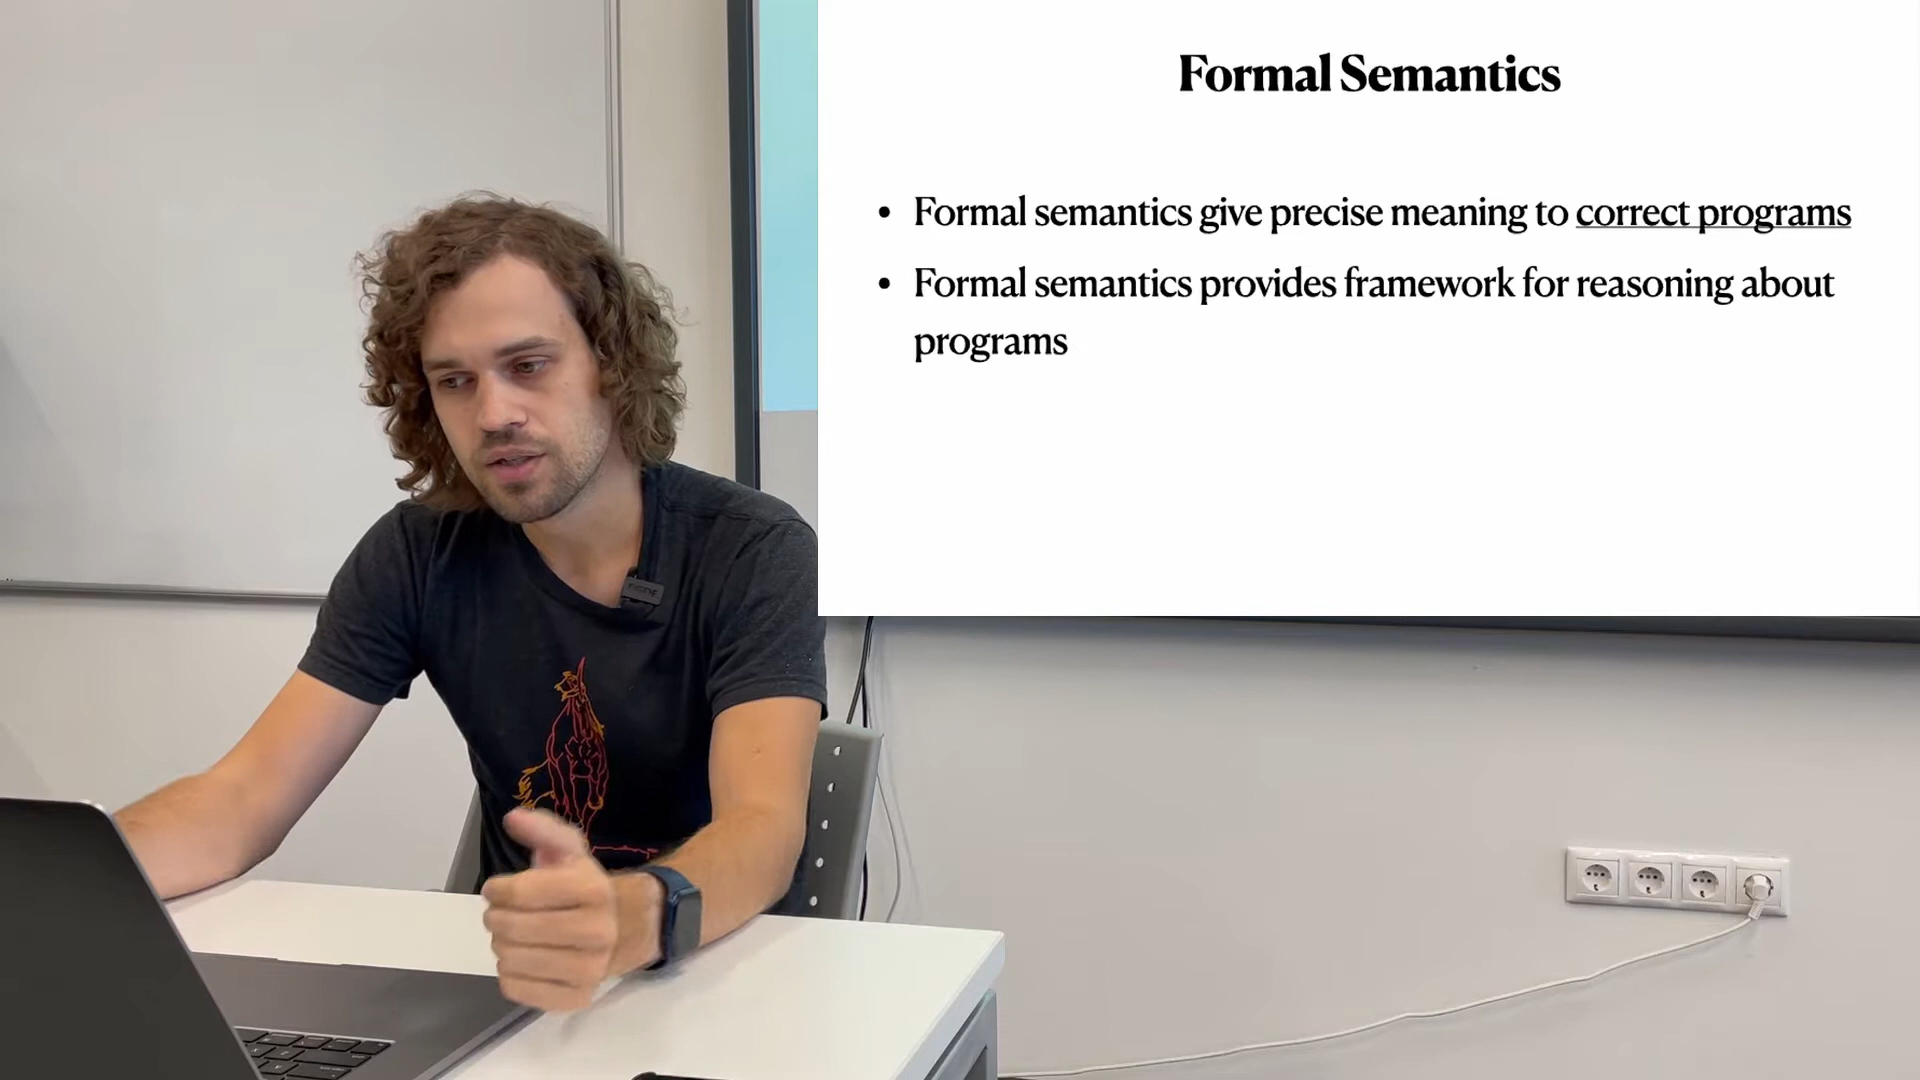 Formal Semantics
• Formal semantics give precise meaning to correct programs
• Formal semantics provides framework for reasoning about
programs